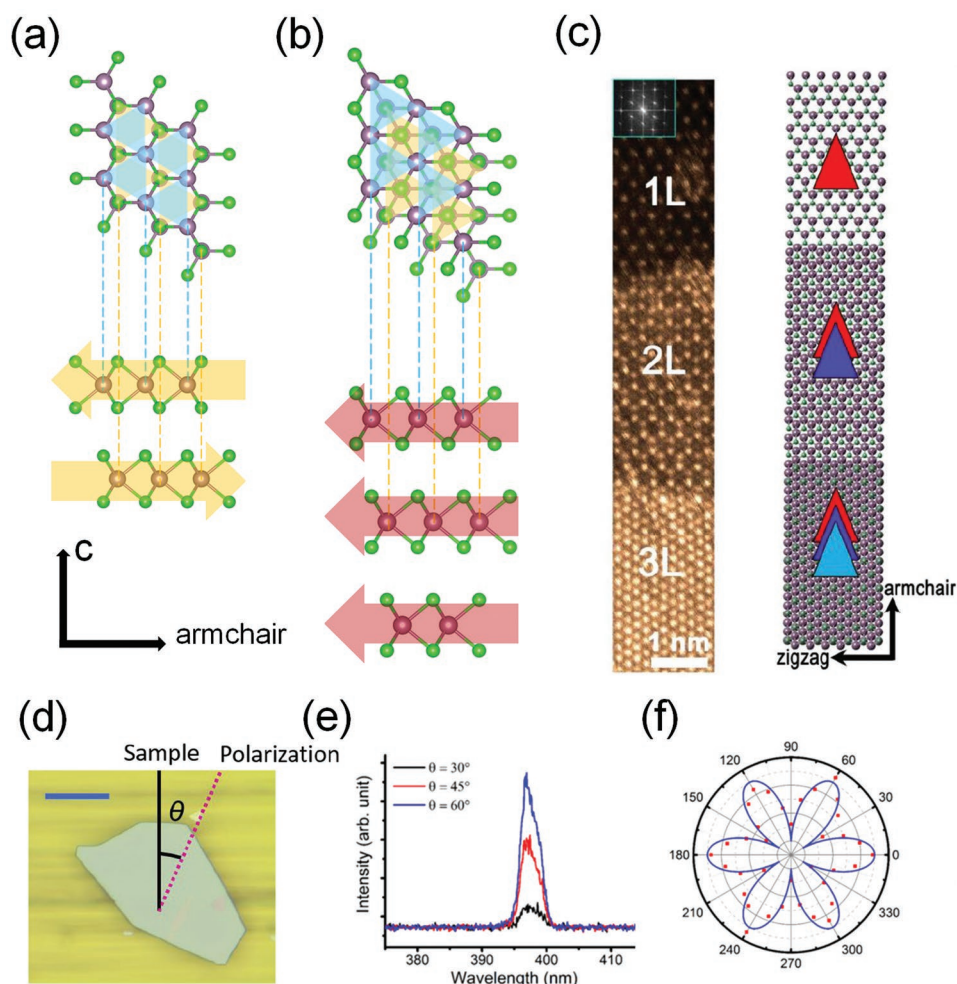 (a)
(b)
(c)
1L
2L
3L
1 nm
armchair
zigzag
c
armchair
(d)
Sample
Polarization
θ
(e)
Intensity (arb. unit)
θ = 30°
θ = 45°
θ = 60°
380
390
400
410
Wavelength (nm)
(f)
90
120
60
150
30
180
0
210
330
240
300
270